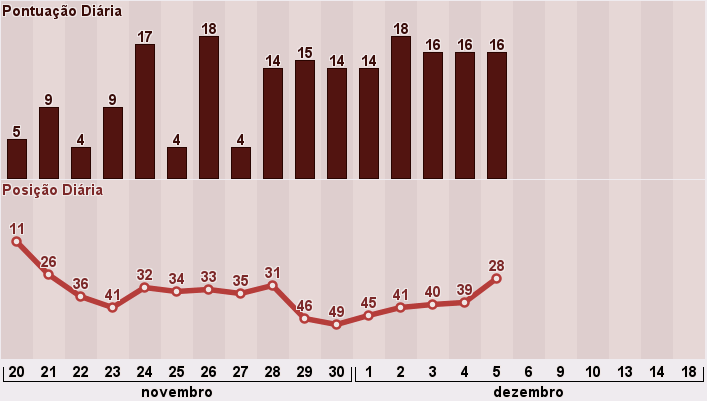 Pontuação Diária
5 9 4 9 17 4 18 4 14 15 14 14 18 16 16 16
Posição Diária
11 26 36 41 32 34 33 35 31 46 49 45 41 40 39 28
20 21 22 23 24 25 26 27 28 29 30 1 2 3 4 5 6 9 10 13 14 18
novembro dezembro